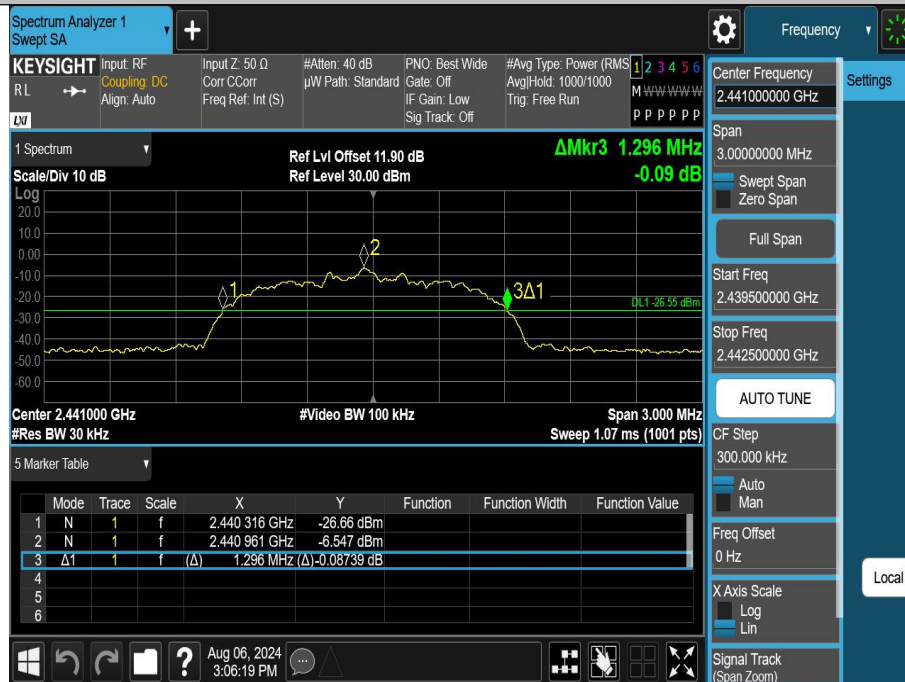 Spectrum Analyzer 1
Swept SA
+
Frequency
KEYSIGHT
RL
LXI
Input: RF
Coupling: DC
Align: Auto
Input Z: 50 Ω
Corr CCorr
Freq Ref: Int (S)
#Atten: 40 dB
µW Path: Standard
PNO: Best Wide
Gate: Off
IF Gain: Low
Sig Track: Off
#Avg Type: Power (RMS
Avg|Hold: 1000/1000
Trig: Free Run
1 2 3 4 5 6
M W W W W W
P P P P P P
1 Spectrum
Scale/Div 10 dB
Ref Lvl Offset 11.90 dB
Ref Level 30.00 dBm
ΔMkr3 1.296 MHz
-0.09 dB
Log
20.0
10.0
0.00
-10.0
-20.0
-30.0
-40.0
-50.0
-60.0
1
2
3Δ1
DL1 -26.55 dBm
Center 2.441000 GHz
#Res BW 30 kHz
#Video BW 100 kHz
Span 3.000 MHz
Sweep 1.07 ms (1001 pts)
5 Marker Table
Mode Trace Scale X Y Function Function Width Function Value
1 N 1 f 2.440 316 GHz -26.66 dBm
2 N 1 f 2.440 961 GHz -6.547 dBm
3 Δ1 1 f (Δ) 1.296 MHz (Δ) -0.08739 dB
4
5
6
Aug 06, 2024
3:06:19 PM
?
Center Frequency
2.441000000 GHz
Span
3.00000000 MHz
Swept Span
Zero Span
Full Span
Start Freq
2.439500000 GHz
Stop Freq
2.442500000 GHz
AUTO TUNE
CF Step
300.000 kHz
Auto
Man
Freq Offset
0 Hz
X Axis Scale
Log
Lin
Signal Track
(Span Zoom)
Settings
Local